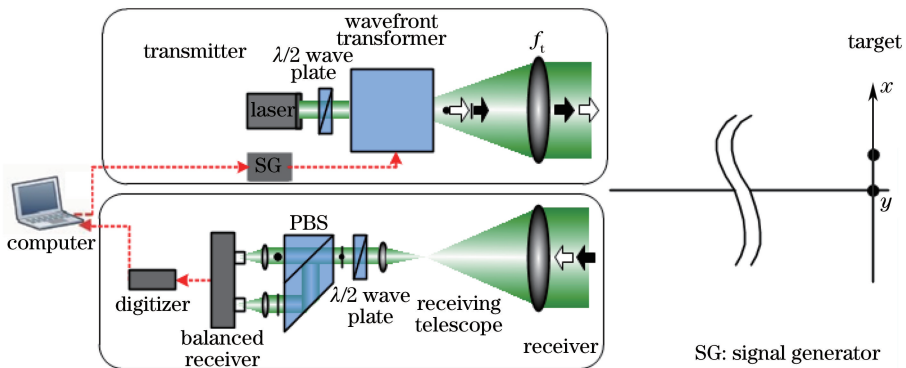 wavefront
transformer
transmitter
λ/2 wave
plate
f_t
target
laser
x
SG
y
computer
PBS
digitizer
λ/2 wave
plate
receiving
telescope
balanced
receiver
receiver
SG: signal generator